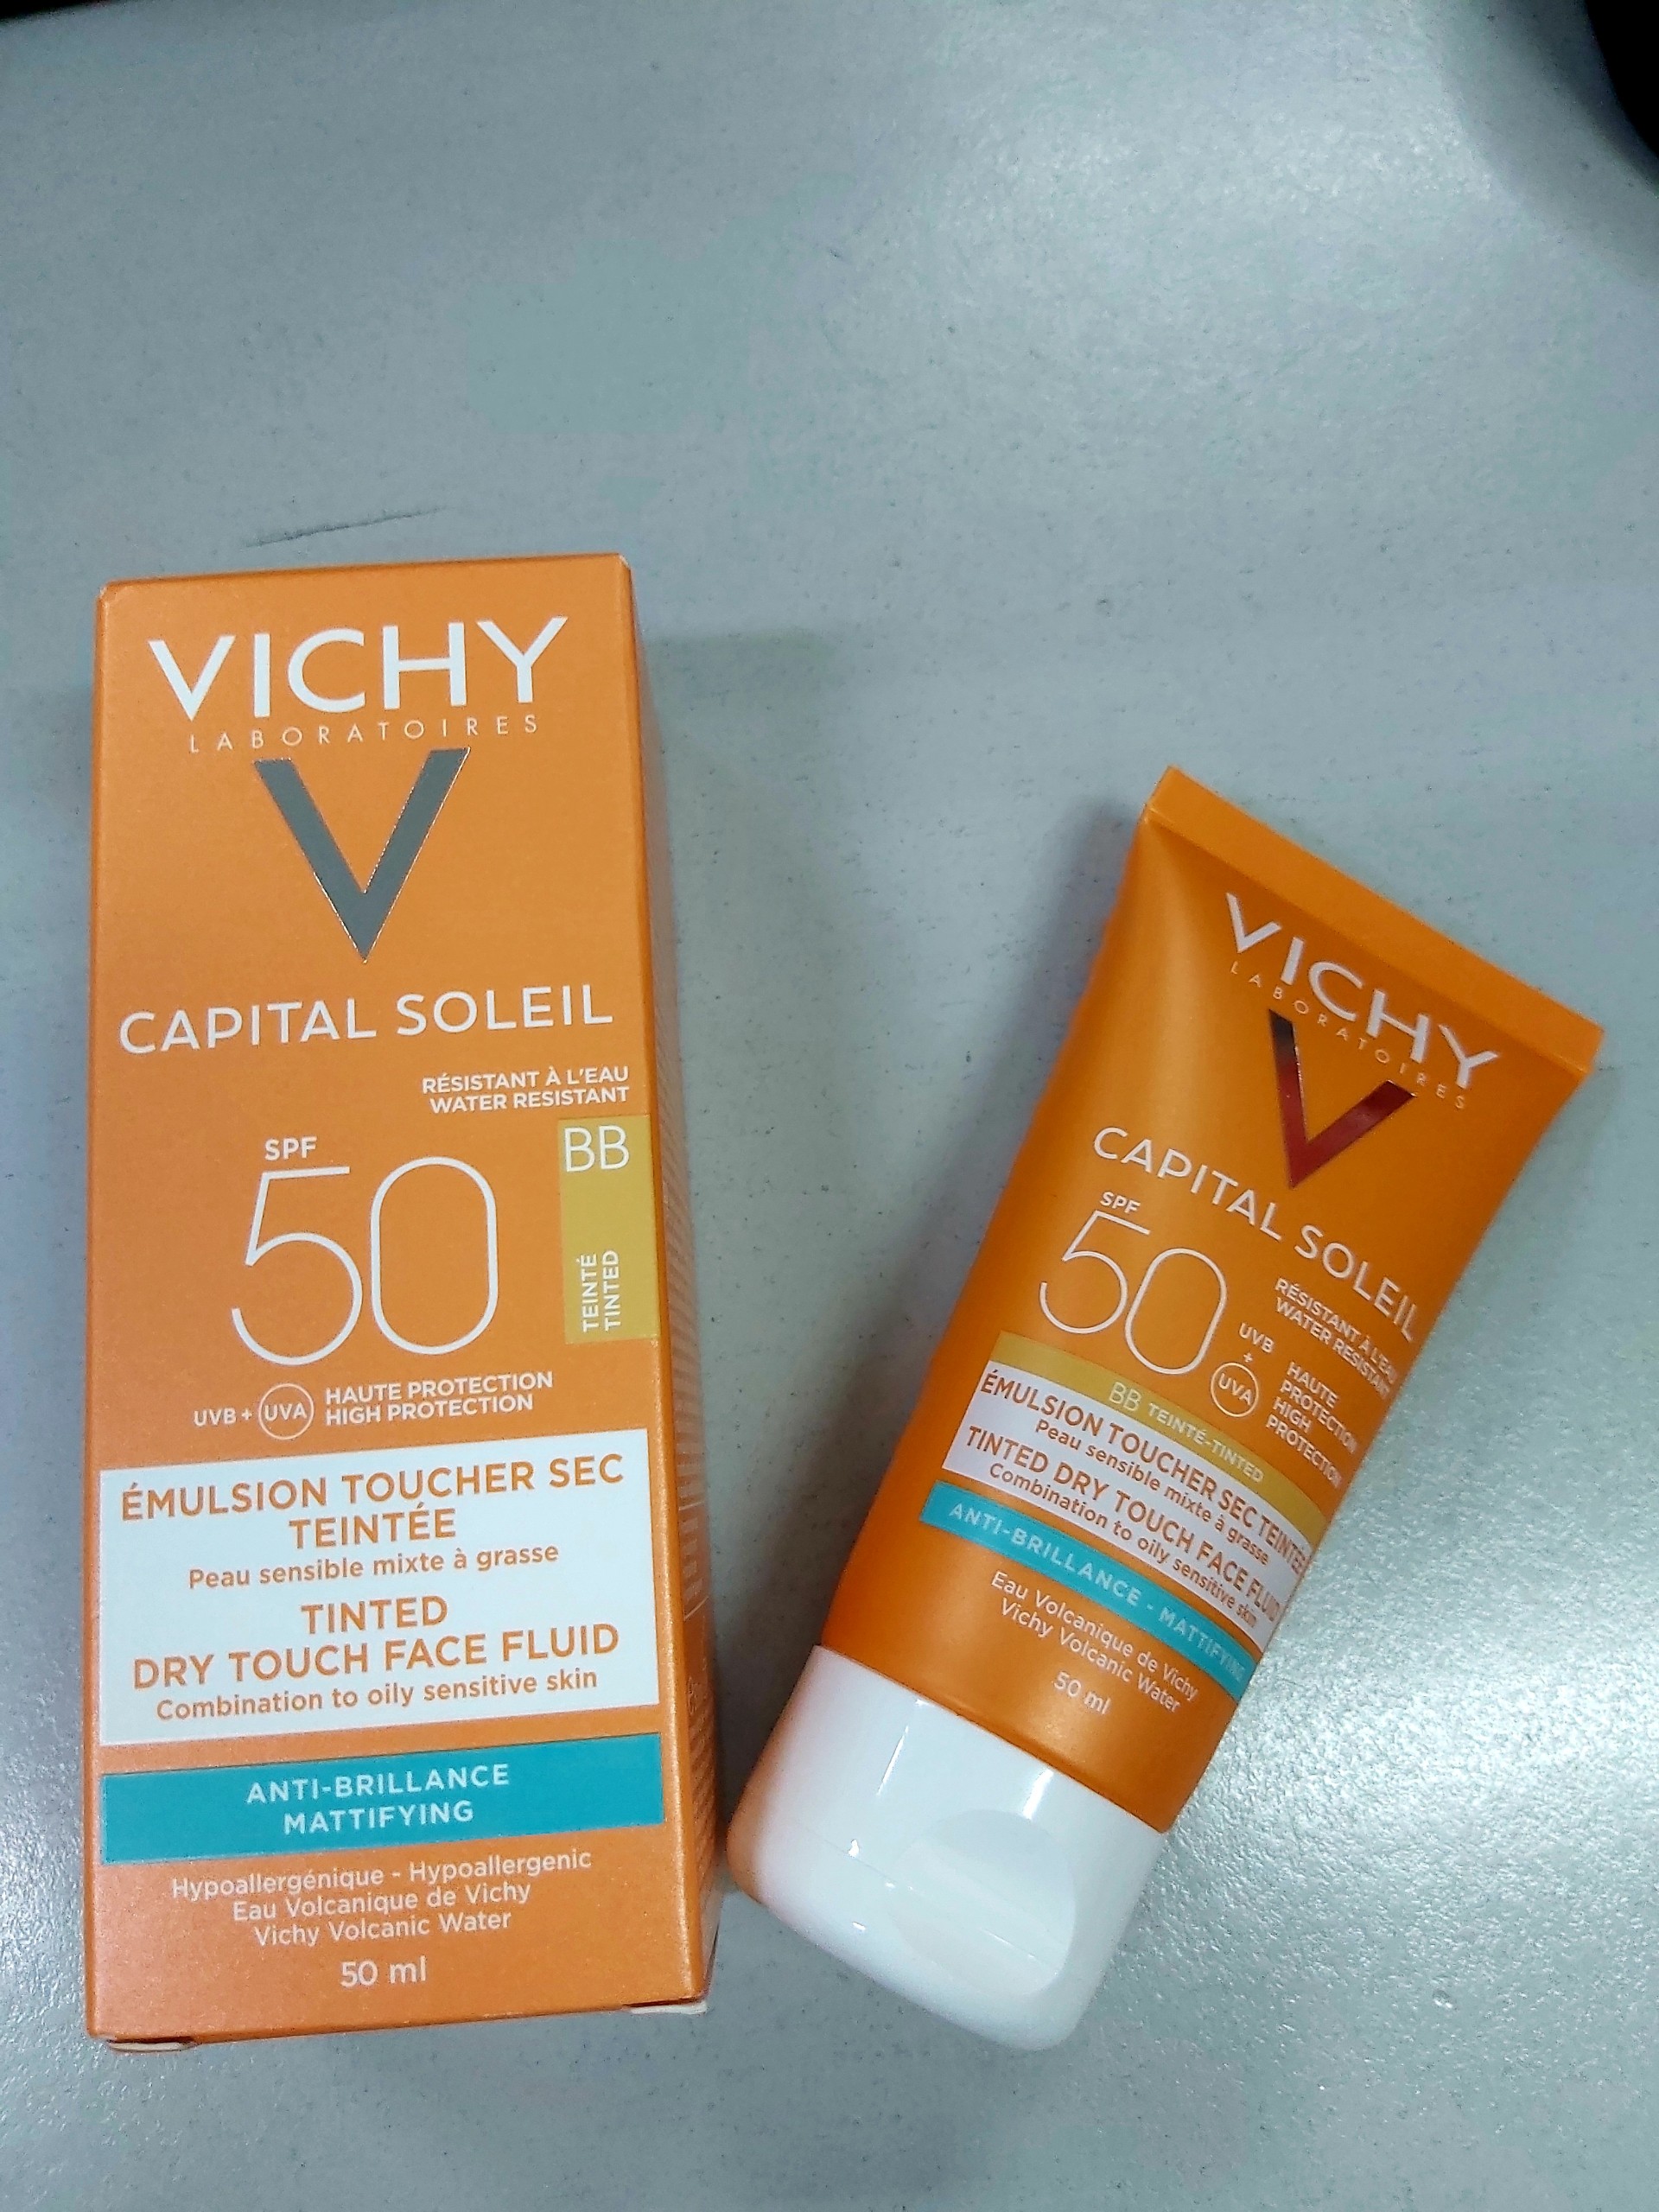 VICHY
LABORATOIRES
CAPITAL SOLEIL
RÉSISTANT À L'EAU
WATER RESISTANT
SPF
50
BB
TEINTÉ
TINTED
UVB + UVA
HAUTE PROTECTION
HIGH PROTECTION
ÉMULSION TOUCHER SEC
TEINTÉE
Peau sensible mixte à grasse
TINTED
DRY TOUCH FACE FLUID
Combination to oily sensitive skin
ANTI-BRILLANCE
MATTIFYING
Hypoallergénique - Hypoallergenic
Eau Volcanique de Vichy
Vichy Volcanic Water
50 ml
VICHY
LABORATOIRES
CAPITAL SOLEIL
SPF
50
RÉSISTANT À L'EAU
WATER RESISTANT
UVB
+
UVA
HAUTE
PROTECTION
HIGH
PROTECTION
BB TEINTÉ-TINTED
ÉMULSION TOUCHER SEC TEINTÉE
Peau sensible mixte à grasse
TINTED DRY TOUCH FACE FLUID
Combination to oily sensitive skin
ANTI-BRILLANCE - MATTIFYING
Eau Volcanique de Vichy
Vichy Volcanic Water
50 ml